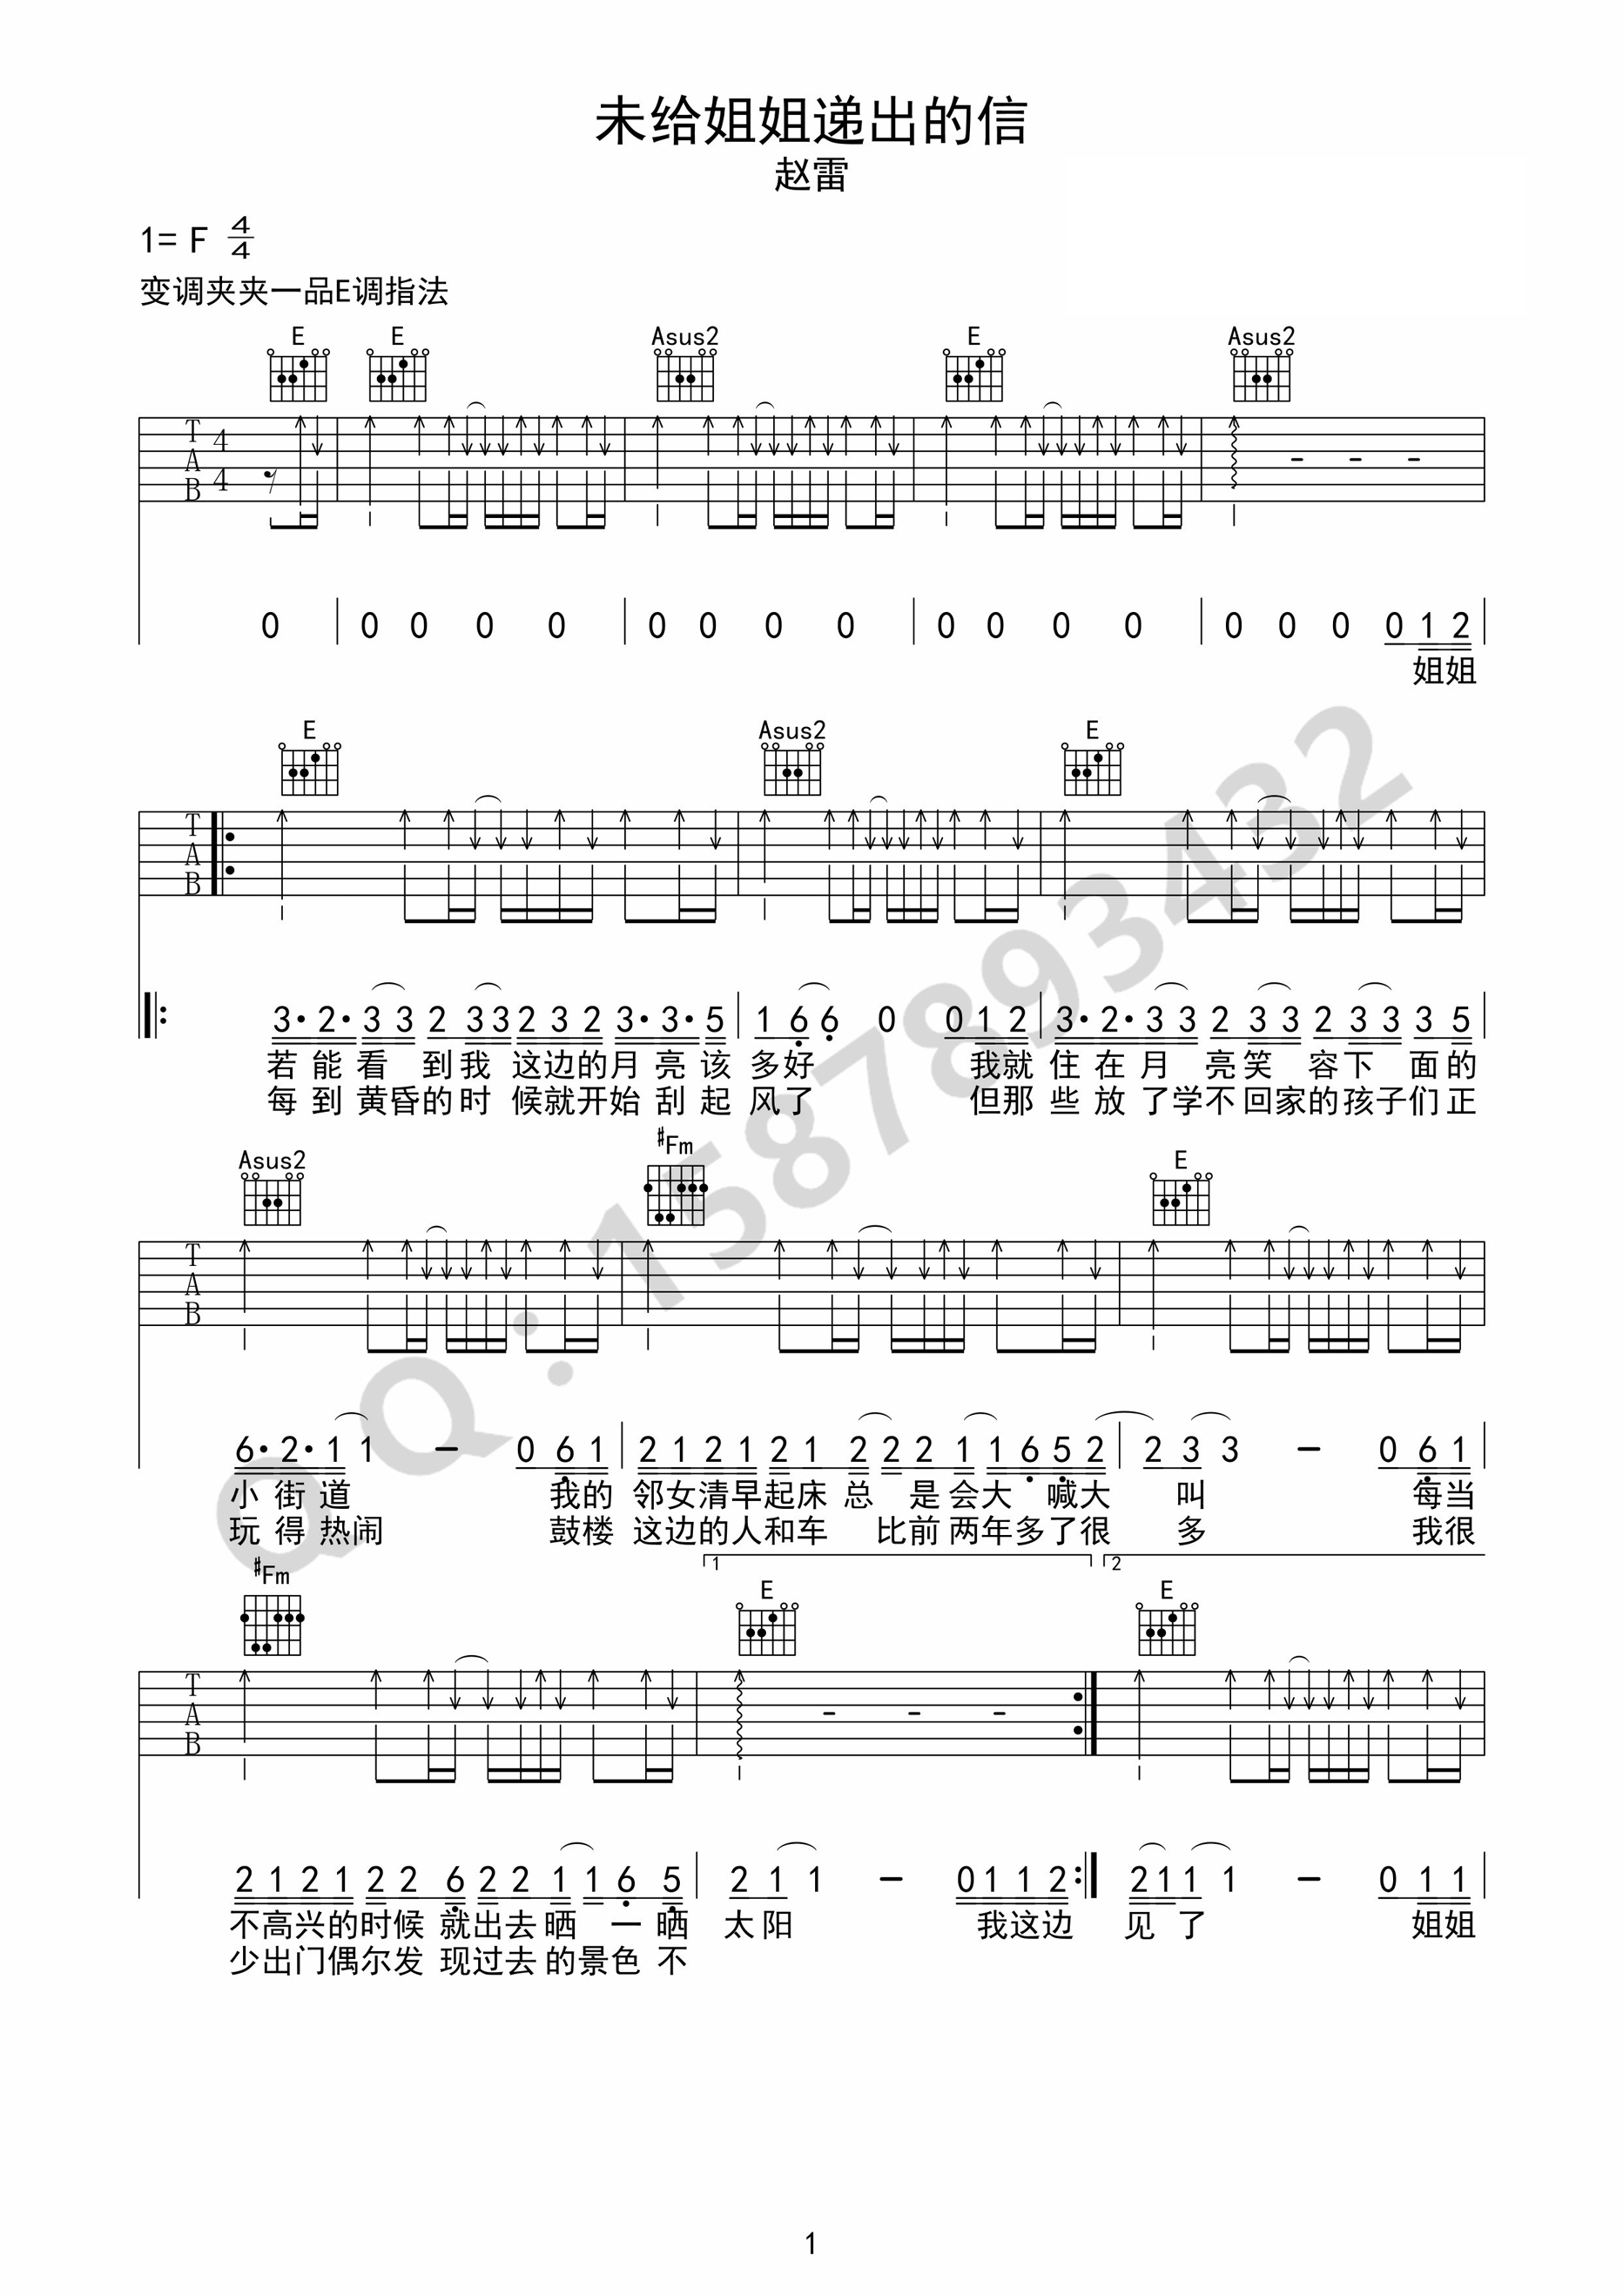 未给姐姐递出的信
赵雷
1= F 4/4
变调夹夹一品E调指法
E E Asus2 E Asus2
T A B 4 4
0 0 0 0 0 0 0 0 0 0 0 0 0 0 0 0 0 1 2
姐姐
E Asus2 E
T A B
3· 2· 3 3 2 3 3 2 3 2 3· 3· 5 1 6 6 0 0 1 2 3· 2· 3 3 2 3 3 2 3 3 3 5
若能看到我这边的月亮该多好 我就住在月亮笑容下面的
每到黄昏的时候就开始刮起风了 但那些放了学不回家的孩子们正
Asus2 #Fm E
T A B
6· 2· 1 1 - 0 6 1 2 1 2 1 2 1 2 2 2 1 1 6 5 2 2 3 3 - 0 6 1
小街道 我的邻女清早起床总是会大喊大叫 每当
玩得热闹 鼓楼这边的人和车比前两年多了很多 我很
1 2
#Fm E E
T A B
2 1 2 1 2 2 6 2 2 1 1 6 5 2 1 1 - 0 1 1 2 2 1 1 1 - 0 1 1
不高兴的时候就出去晒一晒太阳 我这边见了 姐姐
少出门偶尔发现过去的景色不
QQ:1587893432
1